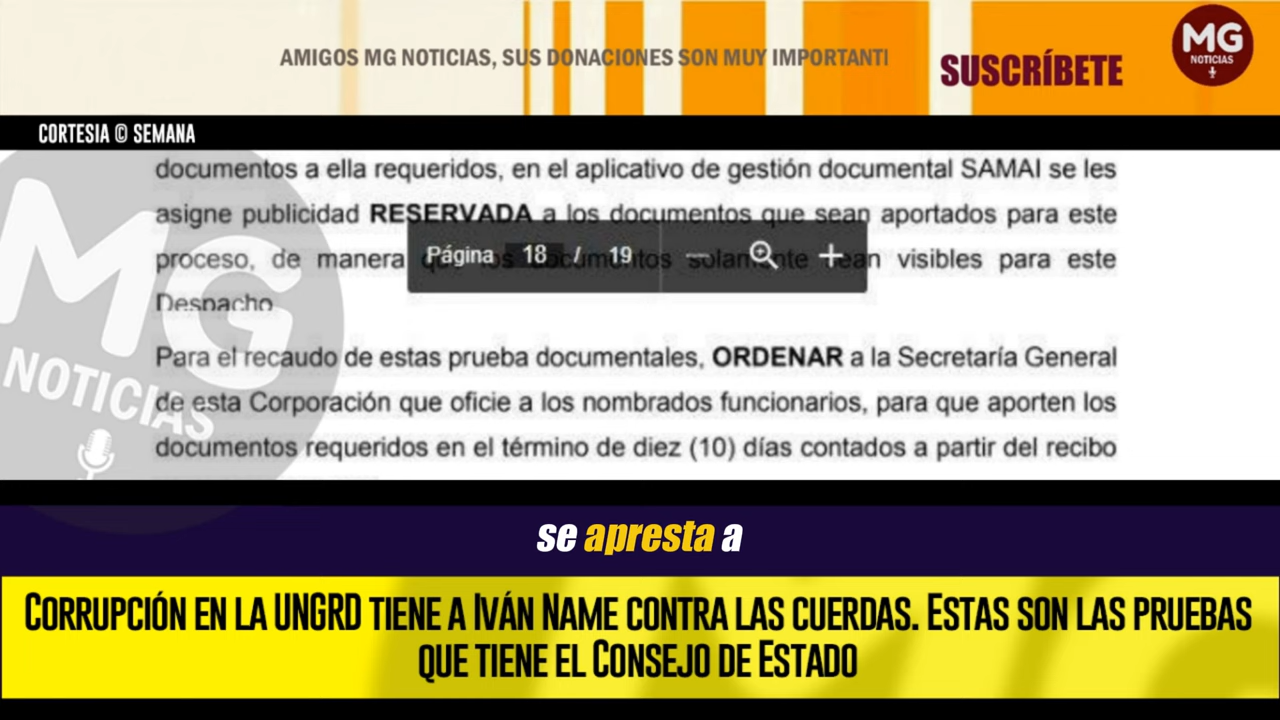 AMIGOS MG NOTICIAS, SUS DONACIONES SON MUY IMPORTANT
SUSCRÍBETE
MG
NOTICIAS
CORTESIA © SEMANA
documentos a ella requeridos, en el aplicativo de gestión documental SAMAI se les
asigne publicidad RESERVADA a los documentos que sean aportados para este
proceso, de manera que los documentos solamente sean visibles para este
Página 18 / 19 — +
Despacho
Para el recaudo de estas prueba documentales, ORDENAR a la Secretaría General
de esta Corporación que oficie a los nombrados funcionarios, para que aporten los
documentos requeridos en el término de diez (10) días contados a partir del recibo
MG
NOTICIAS
se apresta a
CORRUPCIÓN EN LA UNGRD TIENE A IVÁN NAME CONTRA LAS CUERDAS. ESTAS SON LAS PRUEBAS
QUE TIENE EL CONSEJO DE ESTADO